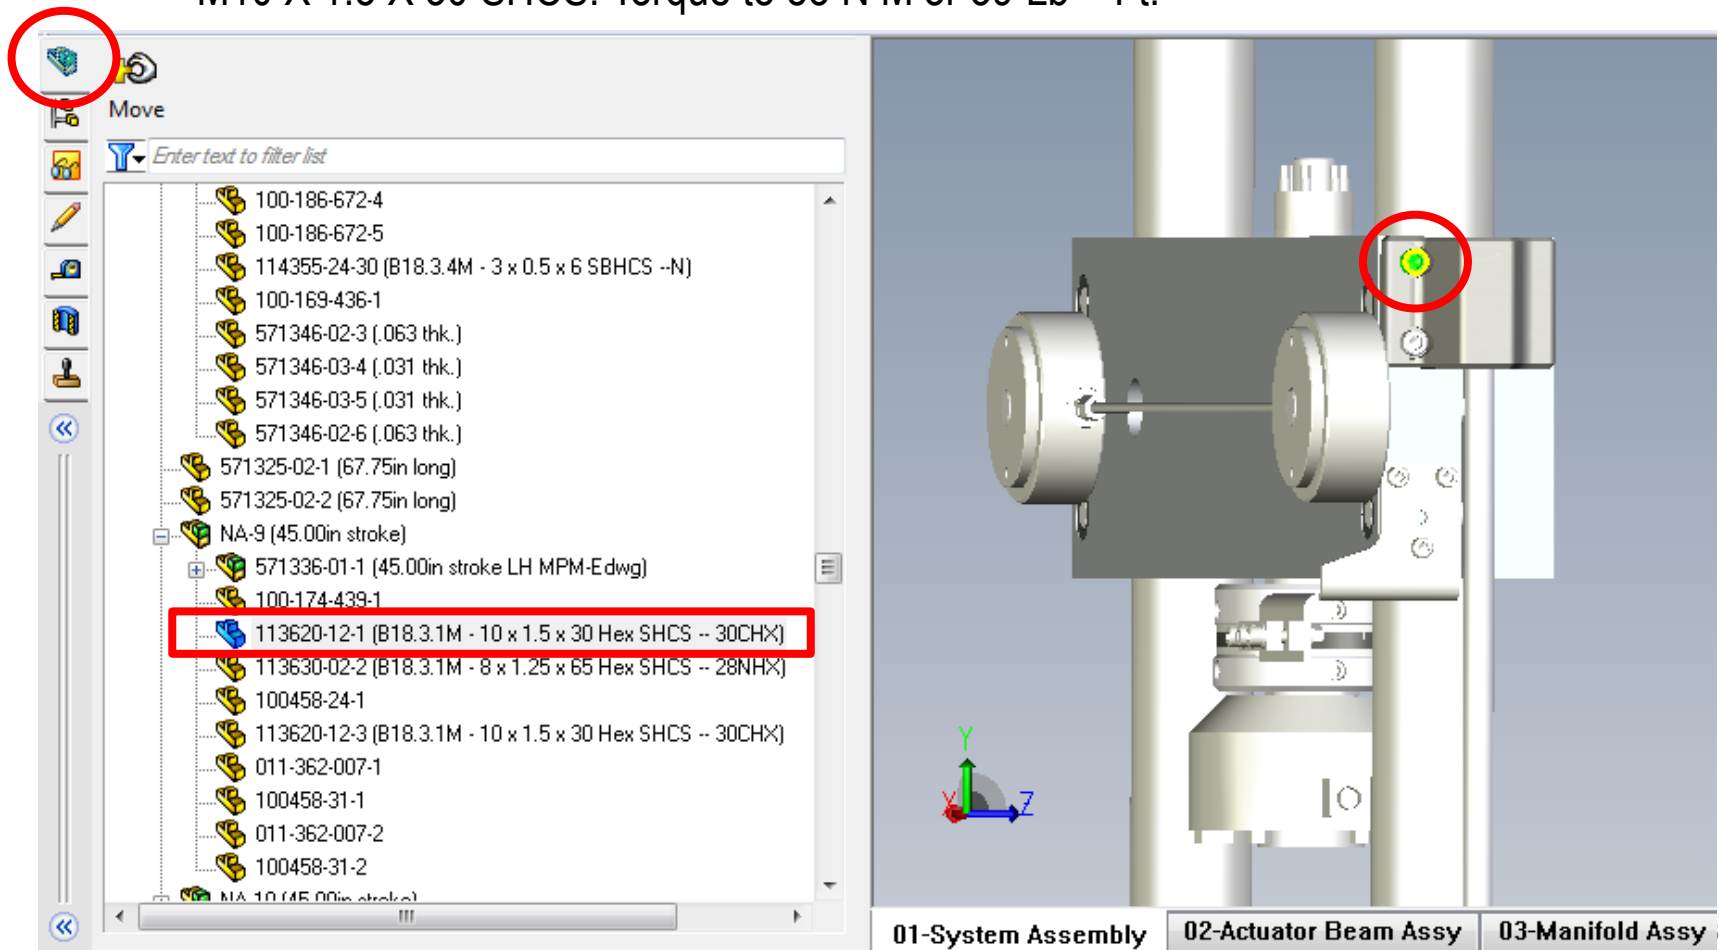 Move
Enter text to filter list
100-186-672-4
100-186-672-5
114355-24-30 (B18.3.4M - 3 x 0.5 x 6 SBHCS --N)
100-169-436-1
571346-02-3 (.063 thk.)
571346-03-4 (.031 thk.)
571346-03-5 (.031 thk.)
571346-02-6 (.063 thk.)
571325-02-1 (67.75in long)
571325-02-2 (67.75in long)
NA-9 (45.00in stroke)
571336-01-1 (45.00in stroke LH MPM-Edwg)
100-174-439-1
113620-12-1 (B18.3.1M - 10 x 1.5 x 30 Hex SHCS -- 30CHX)
113630-02-2 (B18.3.1M - 8 x 1.25 x 65 Hex SHCS -- 28NHX)
100458-24-1
113620-12-3 (B18.3.1M - 10 x 1.5 x 30 Hex SHCS -- 30CHX)
011-362-007-1
100458-31-1
011-362-007-2
100458-31-2
NA-10 (45.00in stroke)
Y
X Z
01-System Assembly 02-Actuator Beam Assy 03-Manifold Assy